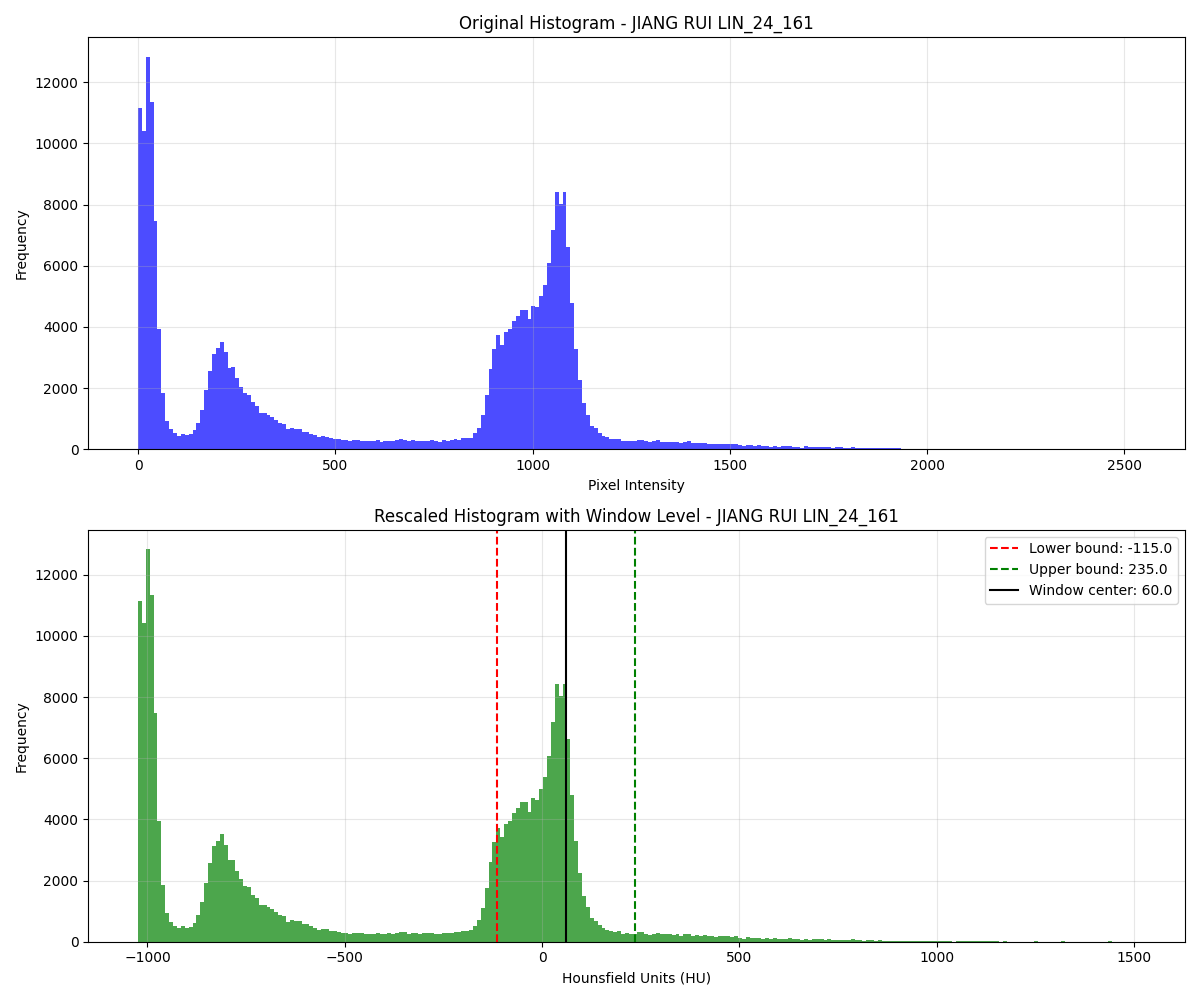 Original Histogram - JIANG RUI LIN_24_161
Frequency
12000
10000
8000
6000
4000
2000
0
0 500 1000 1500 2000 2500
Pixel Intensity
Rescaled Histogram with Window Level - JIANG RUI LIN_24_161
Lower bound: -115.0
Upper bound: 235.0
Window center: 60.0
Frequency
12000
10000
8000
6000
4000
2000
0
−1000 −500 0 500 1000 1500
Hounsfield Units (HU)